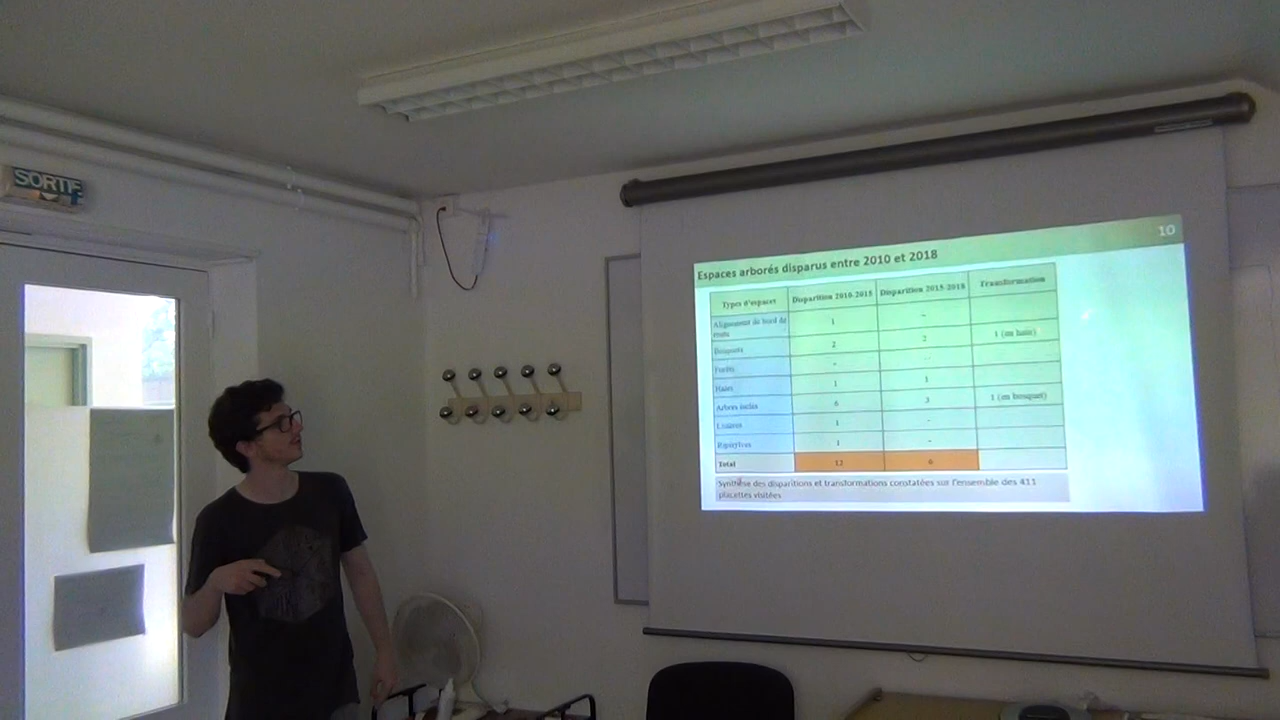 SORTIE
10
Espaces arborés disparus entre 2010 et 2018
Types d'espaces Disparition 2010-2015 Disparition 2015-2018 Transformation
Alignement de bord de
route 1 -
Bosquets 2 2 1 (en haie)
Forêts - -
Haies 1 1
Arbres isolés 6 3 1 (en bosquet)
Lisières 1 -
Ripisylves 1 -
Total 12 6
Synthèse des disparitions et transformations constatées sur l'ensemble des 411
placettes visibles